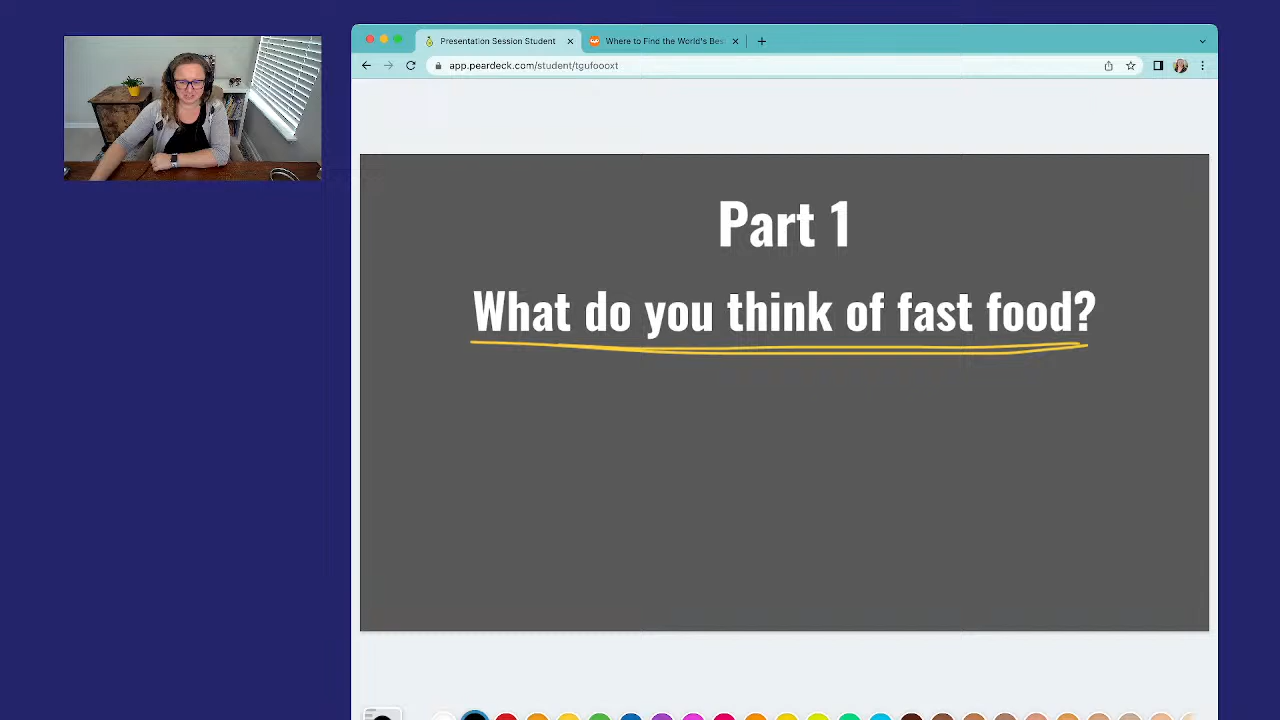 Presentation Session Student
Where to Find the World's Bes
app.peardeck.com/student/tgufoooxt
Part 1
What do you think of fast food?